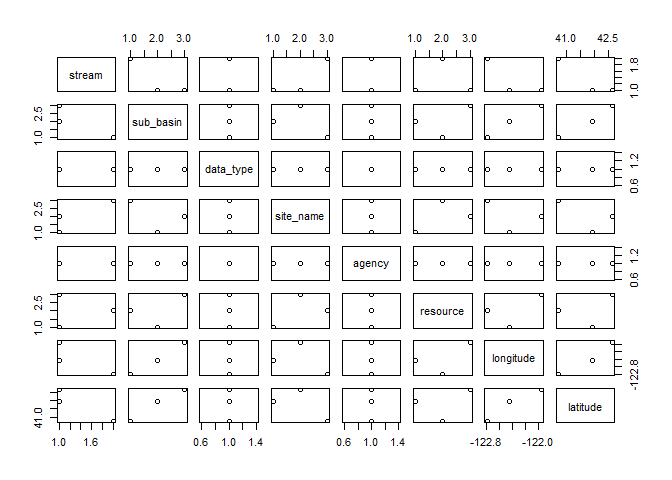 1.0 2.0 3.0 1.0 2.0 3.0 1.0 2.0 3.0 41.0 42.5
stream 1.0 1.8
1.0 2.5 sub_basin
data_type 0.6 1.2
1.0 2.5 site_name
agency 0.6 1.2
1.0 2.5 resource
longitude -122.8
41.0 latitude
1.0 1.6 0.6 1.0 1.4 0.6 1.0 1.4 -122.8 -122.0